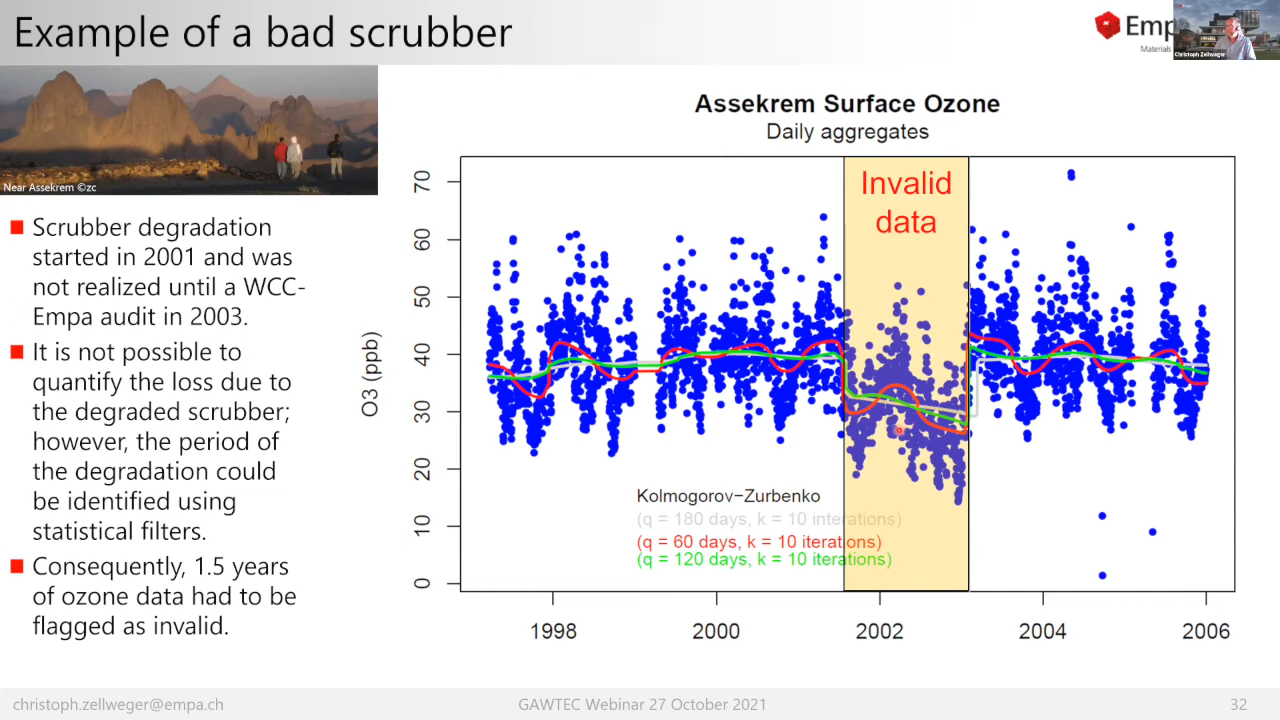 Example of a bad scrubber
Emp
Materials
Christoph Zellweger
Near Assekrem ©zc
Scrubber degradation
started in 2001 and was
not realized until a WCC-
Empa audit in 2003.
It is not possible to
quantify the loss due to
the degraded scrubber;
however, the period of
the degradation could
be identified using
statistical filters.
Consequently, 1.5 years
of ozone data had to be
flagged as invalid.
Assekrem Surface Ozone
Daily aggregates
Invalid
data
O3 (ppb)
70
60
50
40
30
20
10
0
Kolmogorov−Zurbenko
(q = 180 days, k = 10 interations)
(q = 60 days, k = 10 iterations)
(q = 120 days, k = 10 iterations)
1998 2000 2002 2004 2006
christoph.zellweger@empa.ch GAWTEC Webinar 27 October 2021 32